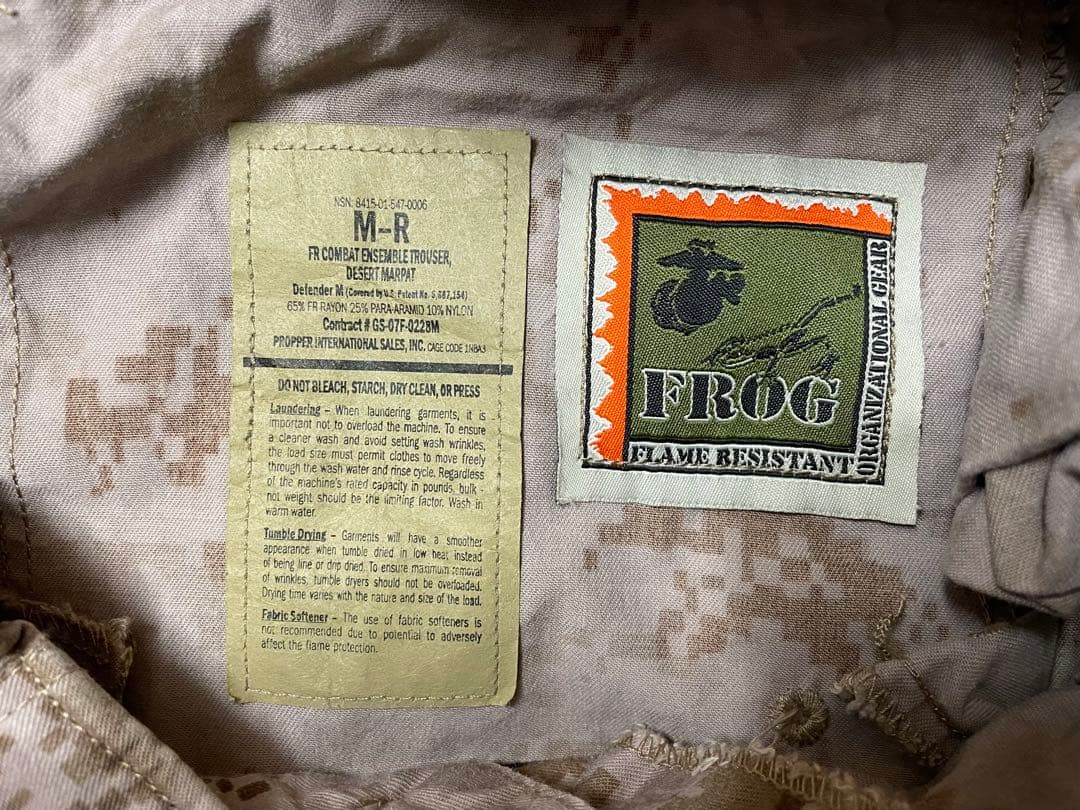 NSN: 8415-01-547-0006
M-R
FR COMBAT ENSEMBLE TROUSER,
DESERT MARPAT
Defender M (Covered by U.S. Patent No. 5,687,154)
65% FR RAYON 25% PARA-ARAMID 10% NYLON
Contract # GS-07F-0228M
PROPPER INTERNATIONAL SALES, INC. CAGE CODE 1NBA3
DO NOT BLEACH, STARCH, DRY CLEAN, OR PRESS
Laundering – When laundering garments, it is
important not to overload the machine. To ensure
a cleaner wash and avoid setting wash wrinkles,
the load size must permit clothes to move freely
through the wash water and rinse cycle. Regardless
of the machine's rated capacity in pounds, bulk -
not weight should be the limiting factor. Wash in
warm water.
Tumble Drying – Garments will have a smoother
appearance when tumble dried in low heat instead
of being line or drip dried. To ensure maximum removal
of wrinkles, tumble dryers should not be overloaded.
Drying time varies with the nature and size of the load.
Fabric Softener – The use of fabric softeners is
not recommended due to potential to adversely
affect the flame protection.
FROG
FLAME RESISTANT
ORGANIZATIONAL GEAR